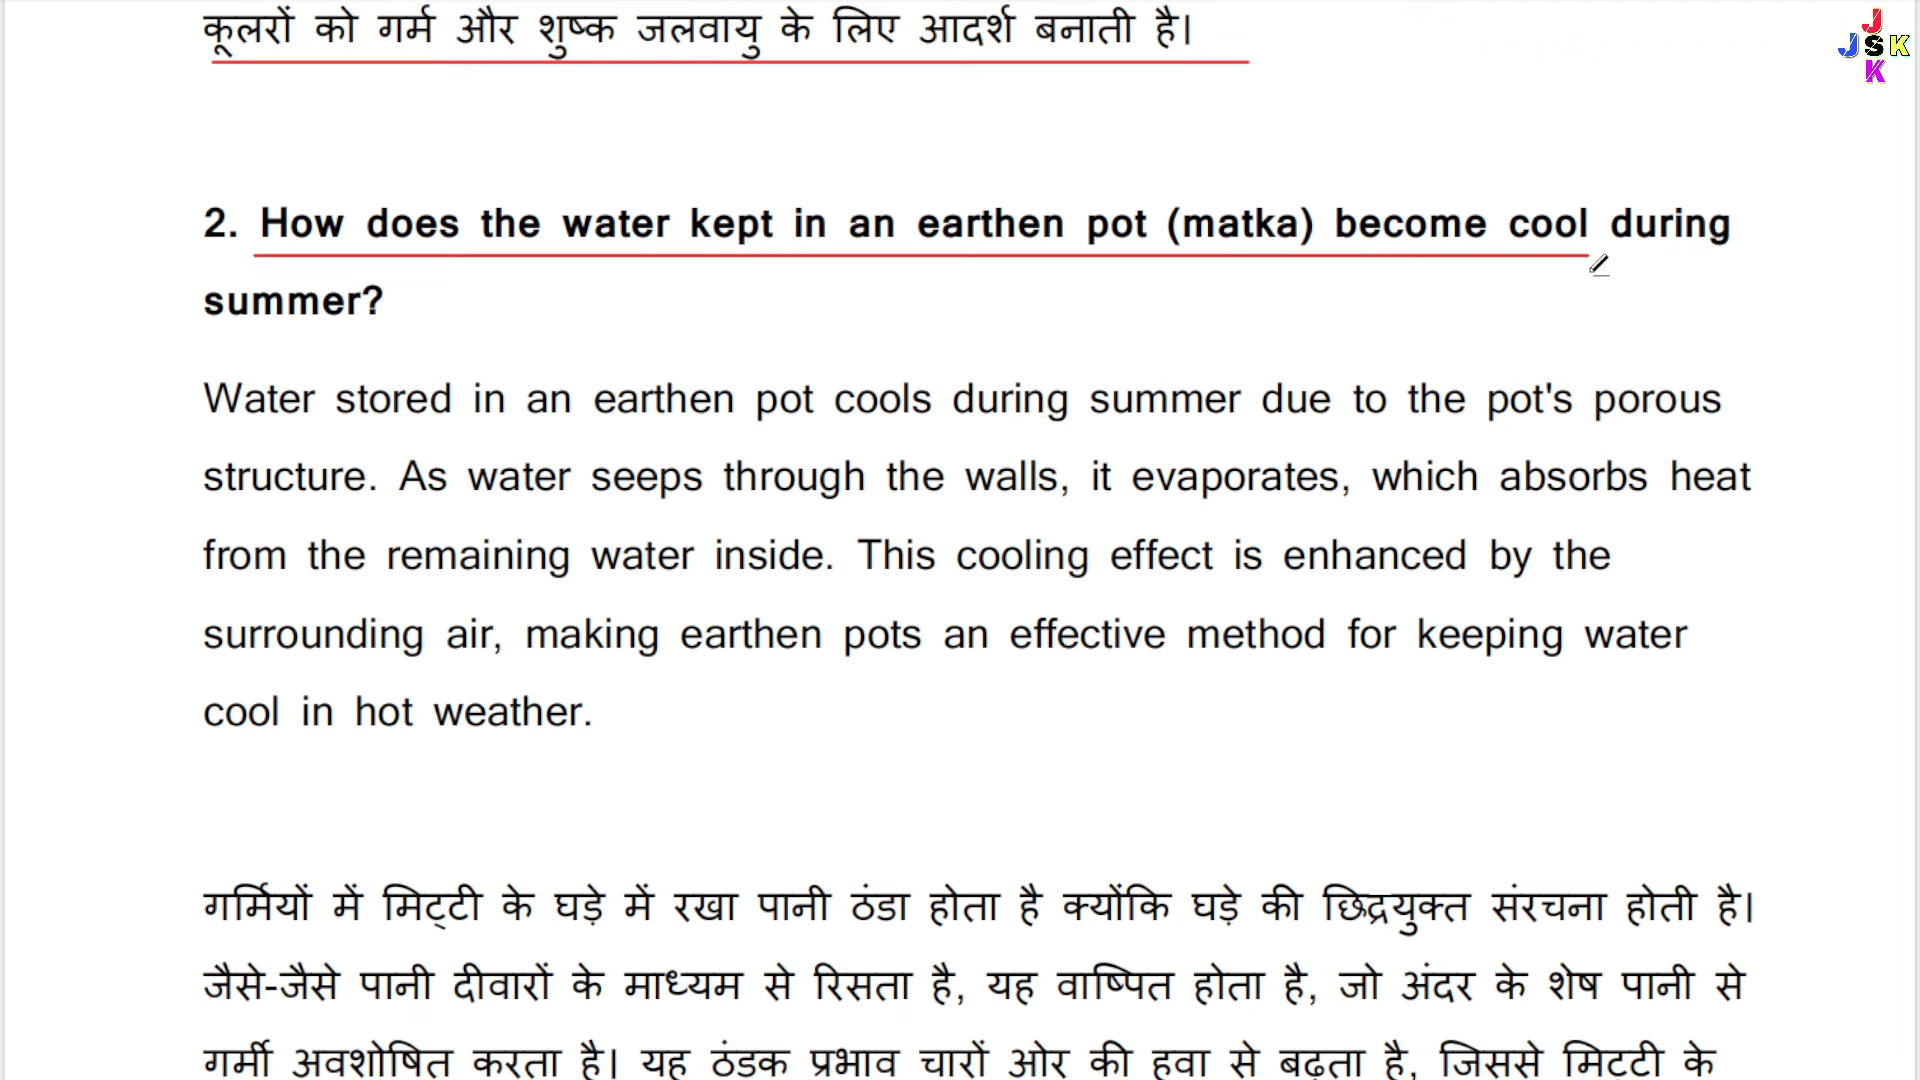 कूलरों को गर्म और शुष्क जलवायु के लिए आदर्श बनाती है।
J
J S K
K
2. How does the water kept in an earthen pot (matka) become cool during
summer?
Water stored in an earthen pot cools during summer due to the pot's porous
structure. As water seeps through the walls, it evaporates, which absorbs heat
from the remaining water inside. This cooling effect is enhanced by the
surrounding air, making earthen pots an effective method for keeping water
cool in hot weather.
गर्मियों में मिट्टी के घड़े में रखा पानी ठंडा होता है क्योंकि घड़े की छिद्रयुक्त संरचना होती है।
जैसे-जैसे पानी दीवारों के माध्यम से रिसता है, यह वाष्पित होता है, जो अंदर के शेष पानी से
गर्मी अवशोषित करता है। यह ठंडक प्रभाव चारों ओर की हवा से बढ़ता है, जिससे मिट्टी के